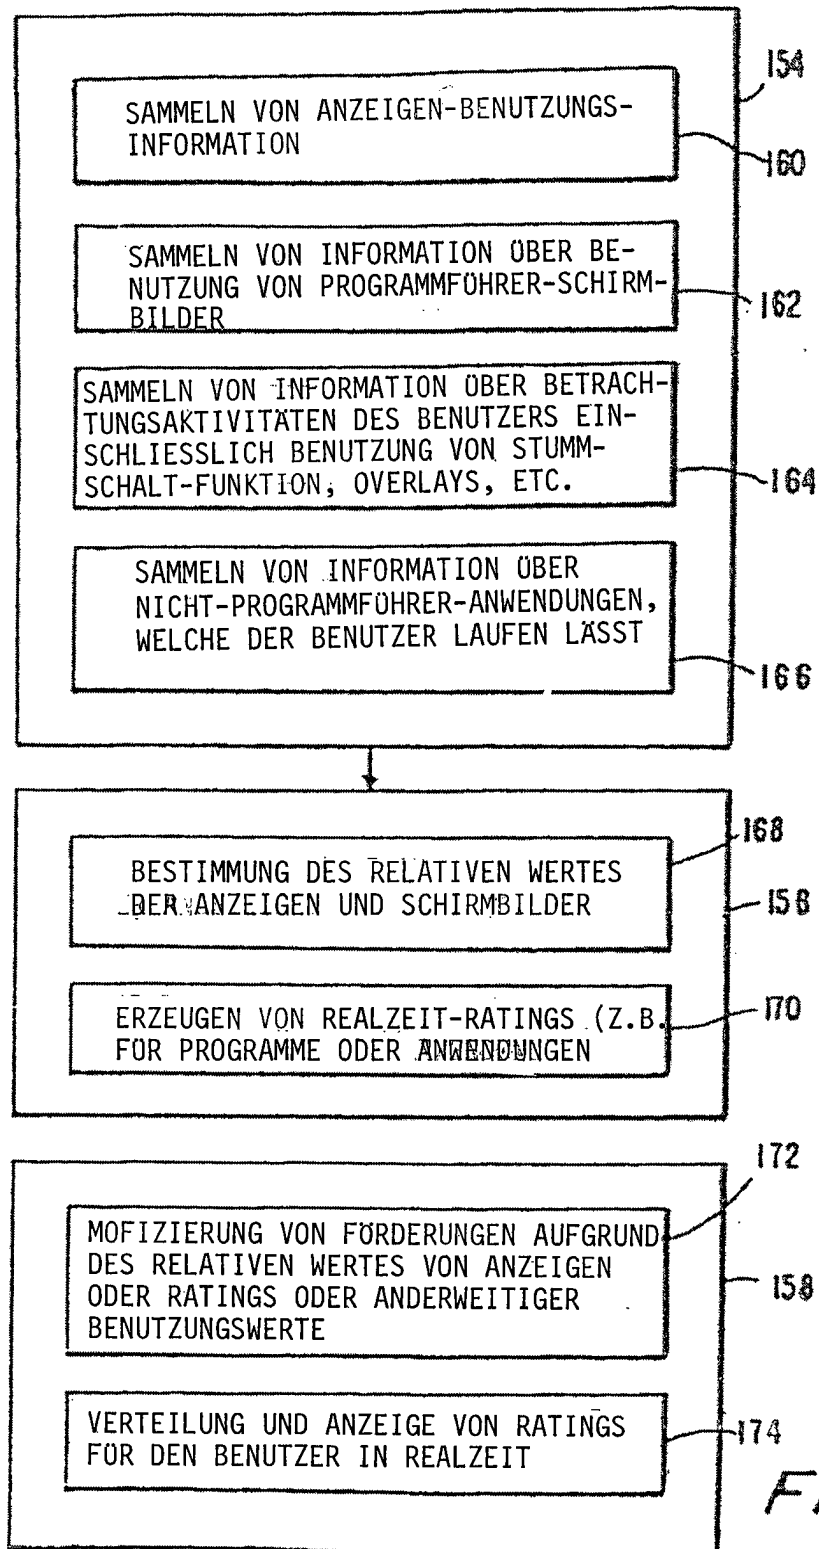 154
SAMMELN VON ANZEIGEN-BENUTZUNGS-
INFORMATION
160
SAMMELN VON INFORMATION ÜBER BE-
NUTZUNG VON PROGRAMMFÜHRER-SCHIRM-
BILDER
162
SAMMELN VON INFORMATION ÜBER BETRACH-
TUNGSAKTIVITÄTEN DES BENUTZERS EIN-
SCHLIESSLICH BENUTZUNG VON STUMM-
SCHALT-FUNKTION, OVERLAYS, ETC.
164
SAMMELN VON INFORMATION ÜBER
NICHT-PROGRAMMFÜHRER-ANWENDUNGEN,
WELCHE DER BENUTZER LAUFEN LÄSST
166
168
BESTIMMUNG DES RELATIVEN WERTES
DER ANZEIGEN UND SCHIRMBILDER
156
ERZEUGEN VON REALZEIT-RATINGS (Z.B.
FÜR PROGRAMME ODER ANWENDUNGEN
170
172
MOFIZIERUNG VON FÖRDERUNGEN AUFGRUND
DES RELATIVEN WERTES VON ANZEIGEN
ODER RATINGS ODER ANDERWEITIGER
BENUTZUNGSWERTE
158
VERTEILUNG UND ANZEIGE VON RATINGS
FÜR DEN BENUTZER IN REALZEIT
174